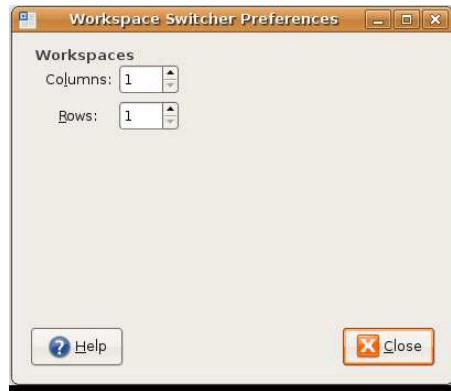 Workspace Switcher Preferences
Workspaces
Columns: 1
Rows: 1
Help
Close